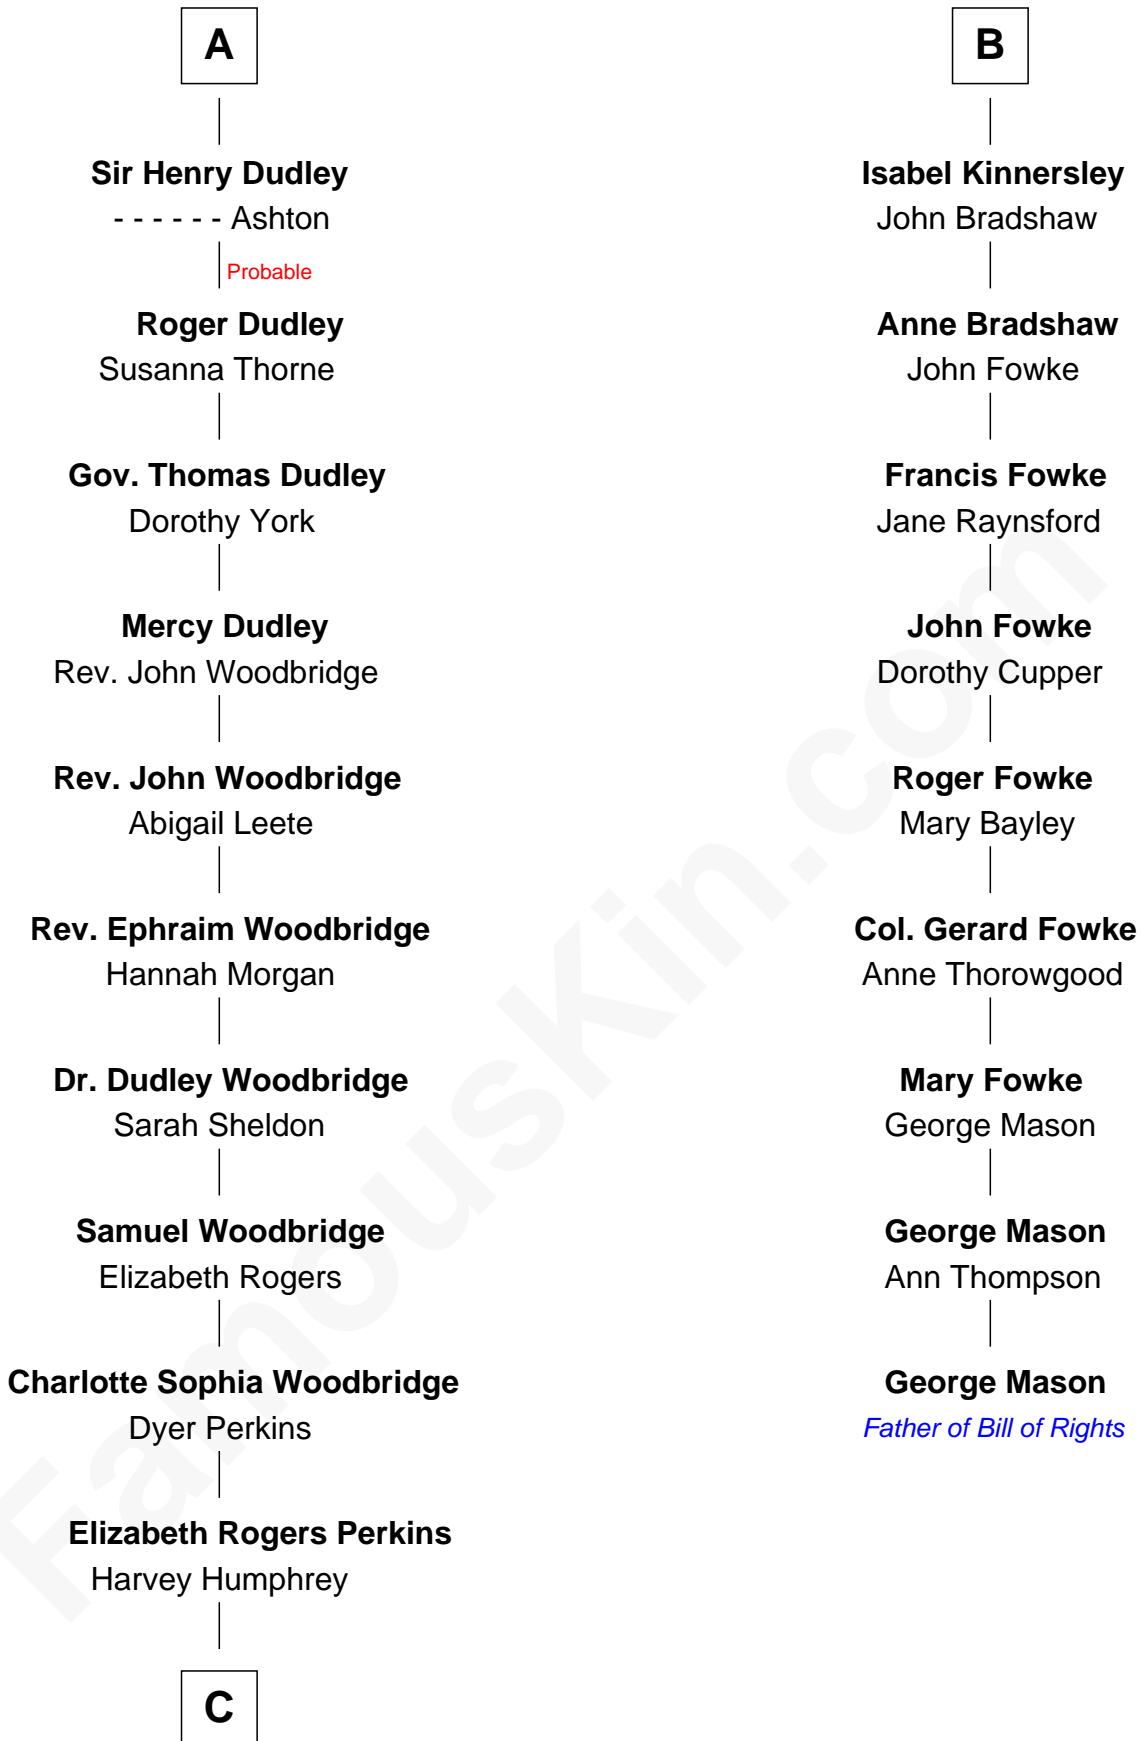 A
Sir Henry Dudley
- - - - - - Ashton
Probable
Roger Dudley
Susanna Thorne
Gov. Thomas Dudley
Dorothy York
Mercy Dudley
Rev. John Woodbridge
Rev. John Woodbridge
Abigail Leete
Rev. Ephraim Woodbridge
Hannah Morgan
Dr. Dudley Woodbridge
Sarah Sheldon
Samuel Woodbridge
Elizabeth Rogers
Charlotte Sophia Woodbridge
Dyer Perkins
Elizabeth Rogers Perkins
Harvey Humphrey
C
B
Isabel Kinnersley
John Bradshaw
Anne Bradshaw
John Fowke
Francis Fowke
Jane Raynsford
John Fowke
Dorothy Cupper
Roger Fowke
Mary Bayley
Col. Gerard Fowke
Anne Thorowgood
Mary Fowke
George Mason
George Mason
Ann Thompson
George Mason
Father of Bill of Rights
FamousKin.com